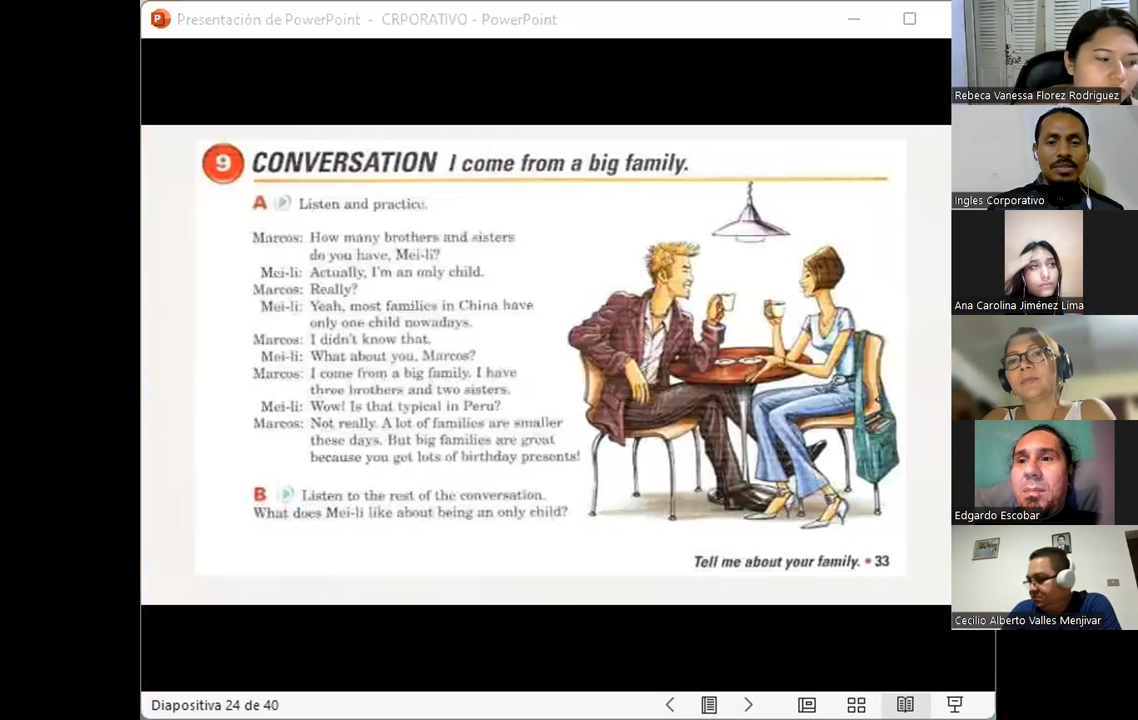 Presentación de PowerPoint - CRPORATIVO - PowerPoint
9 CONVERSATION I come from a big family.
A Listen and practice.
Marcos: How many brothers and sisters
do you have, Mei-li?
Mei-li: Actually, I'm an only child.
Marcos: Really?
Mei-li: Yeah, most families in China have
only one child nowadays.
Marcos: I didn't know that.
Mei-li: What about you, Marcos?
Marcos: I come from a big family. I have
three brothers and two sisters.
Mei-li: Wow! Is that typical in Peru?
Marcos: Not really. A lot of families are smaller
these days. But big families are great
because you get lots of birthday presents!
B Listen to the rest of the conversation.
What does Mei-li like about being an only child?
Tell me about your family. • 33
Diapositiva 24 de 40
Rebeca Vanessa Florez Rodriguez
Ingles Corporativo
Ana Carolina Jiménez Lima
Edgardo Escobar
Cecilio Alberto Valles Menjivar